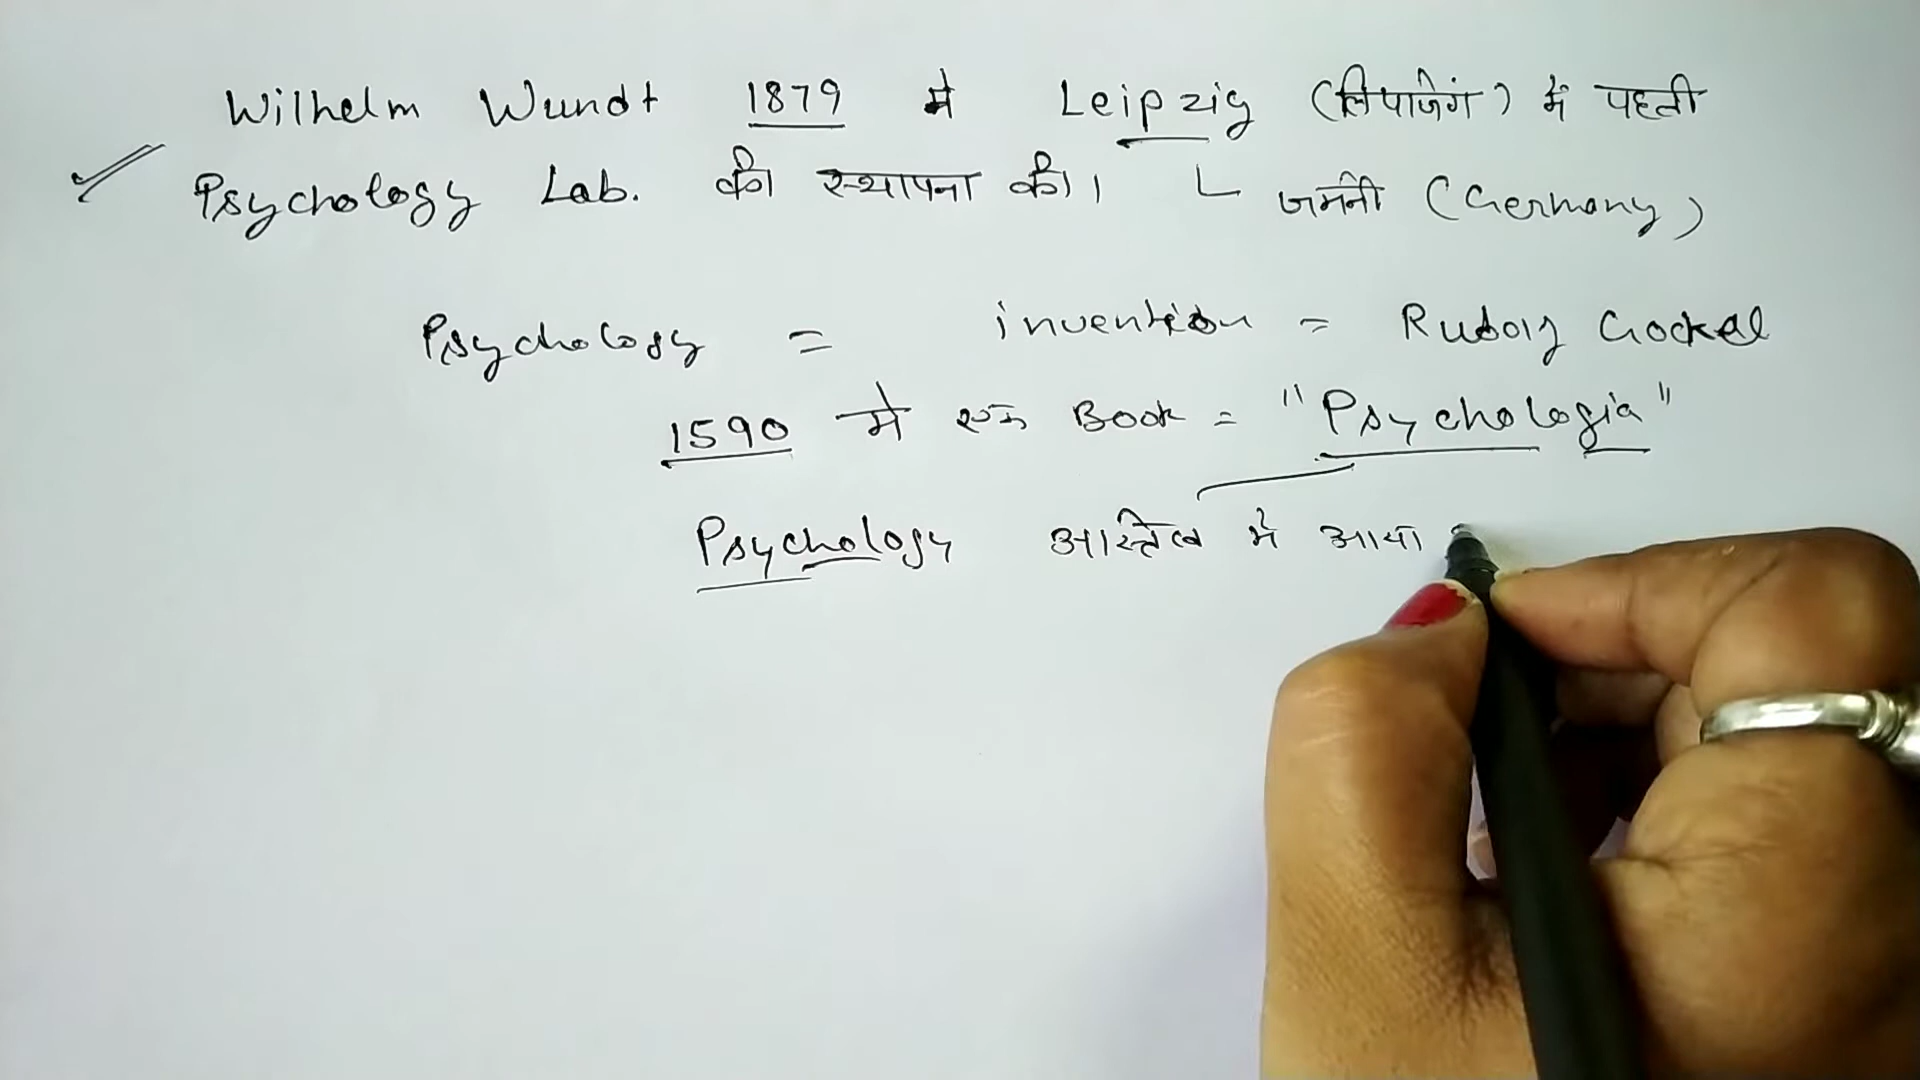 Wilhelm Wundt 1879 में Leipzig (लिपाजिंग) में पहली
Psychology Lab. की स्थापना की। ㄴ जर्मनी (Germany)
Psychology = invention = Rudolf Gockel
1590 मे एक Book = "Psychologia"
Psychology अस्तित्व में आया